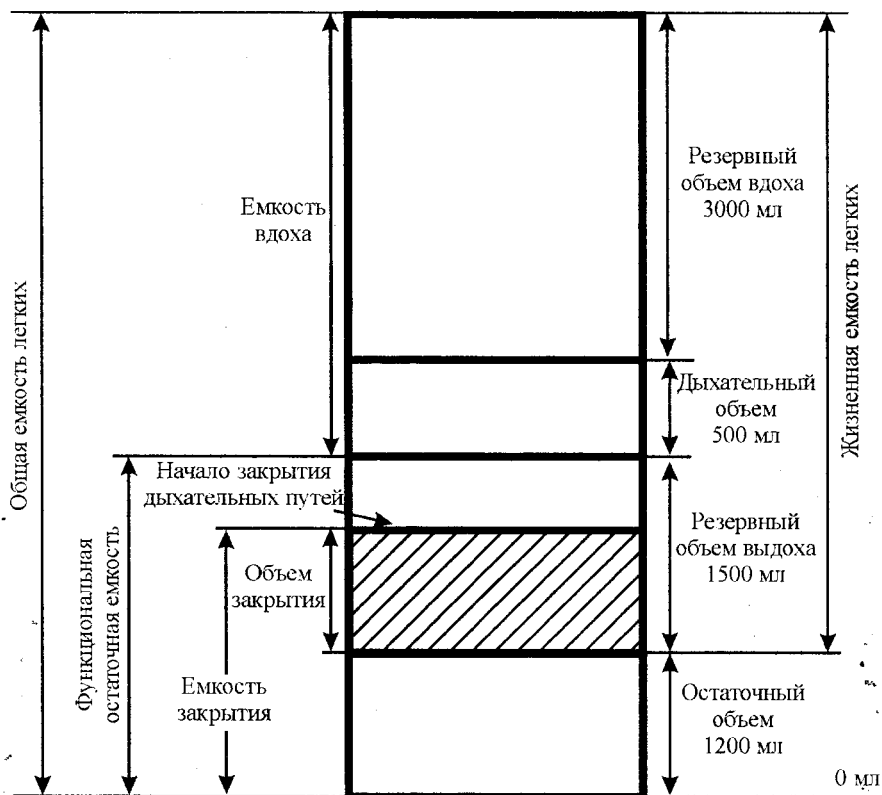 Общая емкость легких
Функциональная
остаточная емкость
Емкость
вдоха
Начало закрытия
дыхательных путей
Объем
закрытия
Емкость
закрытия
Резервный
объем вдоха
3000 мл
Дыхательный
объем
500 мл
Резервный
объем выдоха
1500 мл
Остаточный
объем
1200 мл
Жизненная емкость легких
0 мл